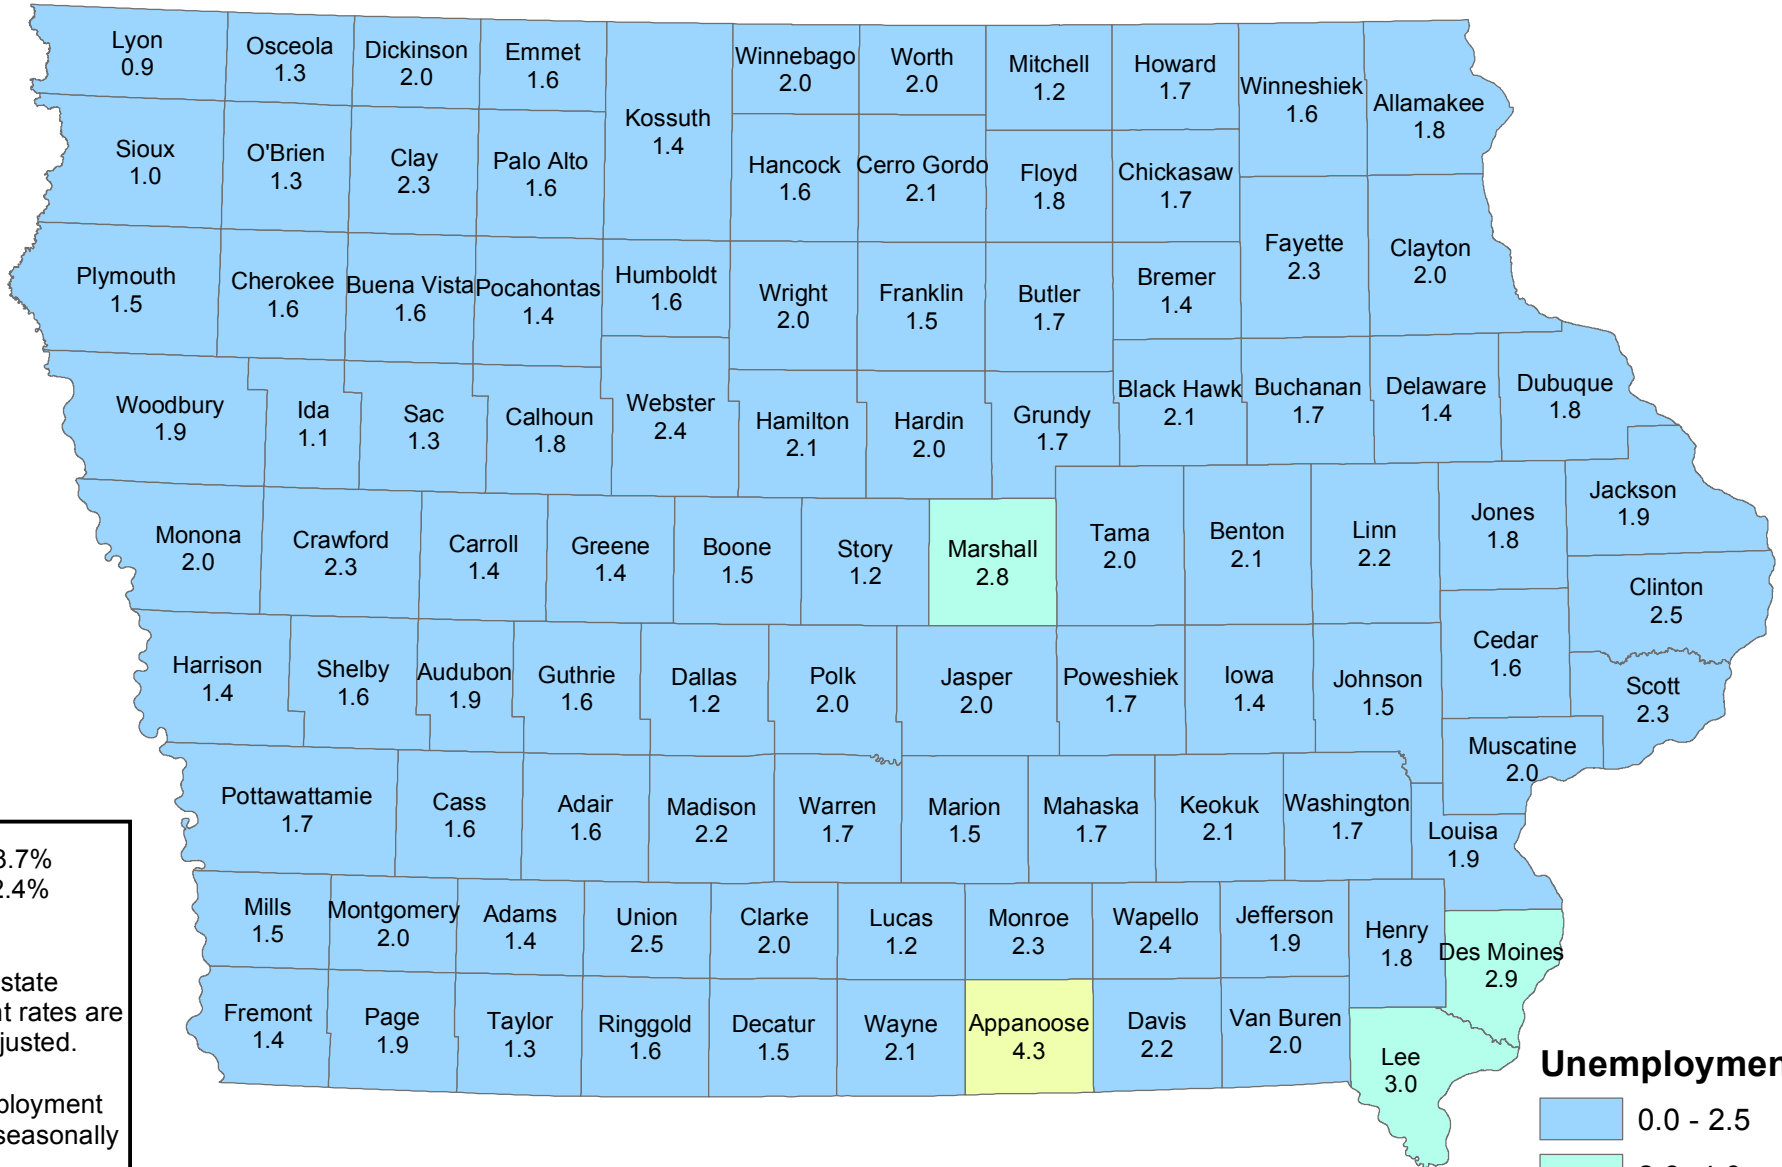 Lyon
0.9
Osceola
1.3
Dickinson
2.0
Emmet
1.6
Kossuth
1.4
Winnebago
2.0
Worth
2.0
Mitchell
1.2
Howard
1.7
Winneshiek
1.6
Allamakee
1.8
Sioux
1.0
O'Brien
1.3
Clay
2.3
Palo Alto
1.6
Hancock
1.6
Cerro Gordo
2.1
Floyd
1.8
Chickasaw
1.7
Fayette
2.3
Clayton
2.0
Plymouth
1.5
Cherokee
1.6
Buena Vista
1.6
Pocahontas
1.4
Humboldt
1.6
Wright
2.0
Franklin
1.5
Butler
1.7
Bremer
1.4
Woodbury
1.9
Ida
1.1
Sac
1.3
Calhoun
1.8
Webster
2.4
Hamilton
2.1
Hardin
2.0
Grundy
1.7
Black Hawk
2.1
Buchanan
1.7
Delaware
1.4
Dubuque
1.8
Monona
2.0
Crawford
2.3
Carroll
1.4
Greene
1.4
Boone
1.5
Story
1.2
Marshall
2.8
Tama
2.0
Benton
2.1
Linn
2.2
Jones
1.8
Jackson
1.9
Clinton
2.5
Harrison
1.4
Shelby
1.6
Audubon
1.9
Guthrie
1.6
Dallas
1.2
Polk
2.0
Jasper
2.0
Poweshiek
1.7
Iowa
1.4
Johnson
1.5
Cedar
1.6
Scott
2.3
Muscatine
2.0
Pottawattamie
1.7
Cass
1.6
Adair
1.6
Madison
2.2
Warren
1.7
Marion
1.5
Mahaska
1.7
Keokuk
2.1
Washington
1.7
Louisa
1.9
Mills
1.5
Montgomery
2.0
Adams
1.4
Union
2.5
Clarke
2.0
Lucas
1.2
Monroe
2.3
Wapello
2.4
Jefferson
1.9
Henry
1.8
Des Moines
2.9
Fremont
1.4
Page
1.9
Taylor
1.3
Ringgold
1.6
Decatur
1.5
Wayne
2.1
Appanoose
4.3
Davis
2.2
Van Buren
2.0
Lee
3.0
3.7%
2.4%
state
t rates are
justed.
ployment
seasonally
Unemploymen
0.0 - 2.5